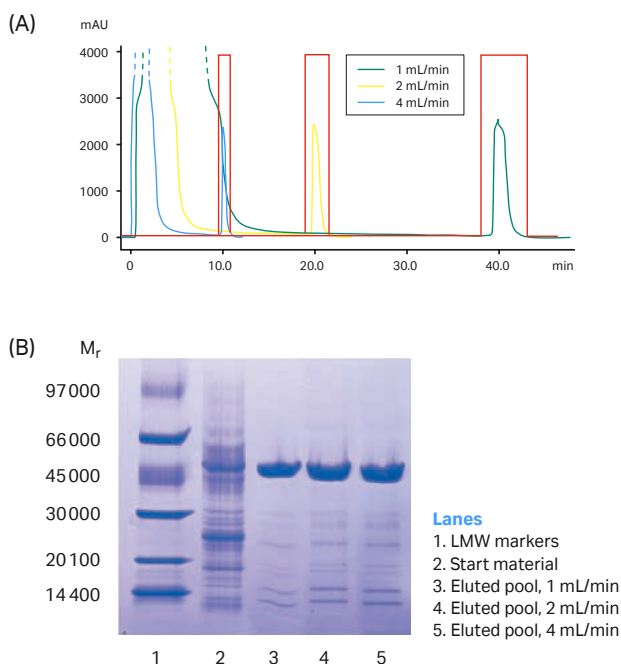 (A)
mAU
4000
3000
2000
1000
0
1 mL/min
2 mL/min
4 mL/min
0 10.0 20.0 30.0 40.0 min
(B)
Mr
97 000
66 000
45 000
30 000
20 100
14 400
1 2 3 4 5
Lanes
1. LMW markers
2. Start material
3. Eluted pool, 1 mL/min
4. Eluted pool, 2 mL/min
5. Eluted pool, 4 mL/min